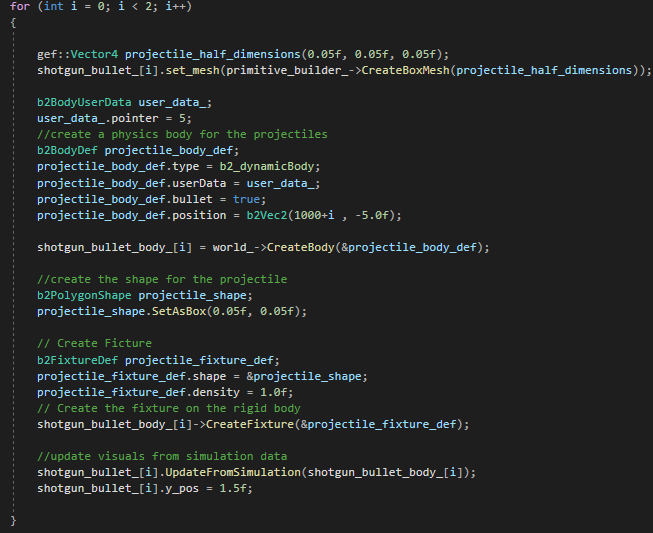 for (int i = 0; i < 2; i++)
{
gef::Vector4 projectile_half_dimensions(0.05f, 0.05f, 0.05f);
shotgun_bullet_[i].set_mesh(primitive_builder_->CreateBoxMesh(projectile_half_dimensions));
b2BodyUserData user_data_;
user_data_.pointer = 5;
//create a physics body for the projectiles
b2BodyDef projectile_body_def;
projectile_body_def.type = b2_dynamicBody;
projectile_body_def.userData = user_data_;
projectile_body_def.bullet = true;
projectile_body_def.position = b2Vec2(1000+i , -5.0f);
shotgun_bullet_body_[i] = world_->CreateBody(&projectile_body_def);
//create the shape for the projectile
b2PolygonShape projectile_shape;
projectile_shape.SetAsBox(0.05f, 0.05f);
// Create Ficture
b2FixtureDef projectile_fixture_def;
projectile_fixture_def.shape = &projectile_shape;
projectile_fixture_def.density = 1.0f;
// Create the fixture on the rigid body
shotgun_bullet_body_[i]->CreateFixture(&projectile_fixture_def);
//update visuals from simulation data
shotgun_bullet_[i].UpdateFromSimulation(shotgun_bullet_body_[i]);
shotgun_bullet_[i].y_pos = 1.5f;
}